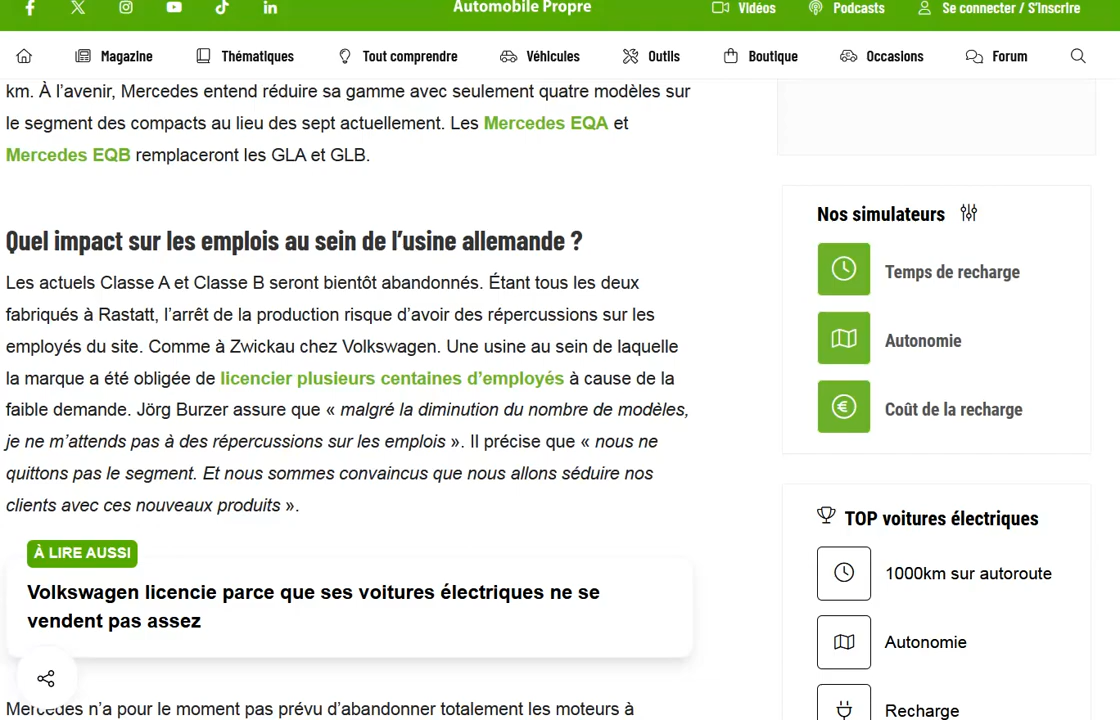 Automobile Propre
Vidéos
Podcasts
Se connecter / S'inscrire
Magazine
Thématiques
Tout comprendre
Véhicules
Outils
Boutique
Occasions
Forum
km. À l’avenir, Mercedes entend réduire sa gamme avec seulement quatre modèles sur
le segment des compacts au lieu des sept actuellement. Les Mercedes EQA et
Mercedes EQB remplaceront les GLA et GLB.
Quel impact sur les emplois au sein de l’usine allemande ?
Les actuels Classe A et Classe B seront bientôt abandonnés. Étant tous les deux
fabriqués à Rastatt, l’arrêt de la production risque d’avoir des répercussions sur les
employés du site. Comme à Zwickau chez Volkswagen. Une usine au sein de laquelle
la marque a été obligée de licencier plusieurs centaines d’employés à cause de la
faible demande. Jörg Burzer assure que « malgré la diminution du nombre de modèles,
je ne m’attends pas à des répercussions sur les emplois ». Il précise que « nous ne
quittons pas le segment. Et nous sommes convaincus que nous allons séduire nos
clients avec ces nouveaux produits ».
À LIRE AUSSI
Volkswagen licencie parce que ses voitures électriques ne se
vendent pas assez
Mercedes n’a pour le moment pas prévu d’abandonner totalement les moteurs à
Nos simulateurs
Temps de recharge
Autonomie
Coût de la recharge
TOP voitures électriques
1000km sur autoroute
Autonomie
Recharge